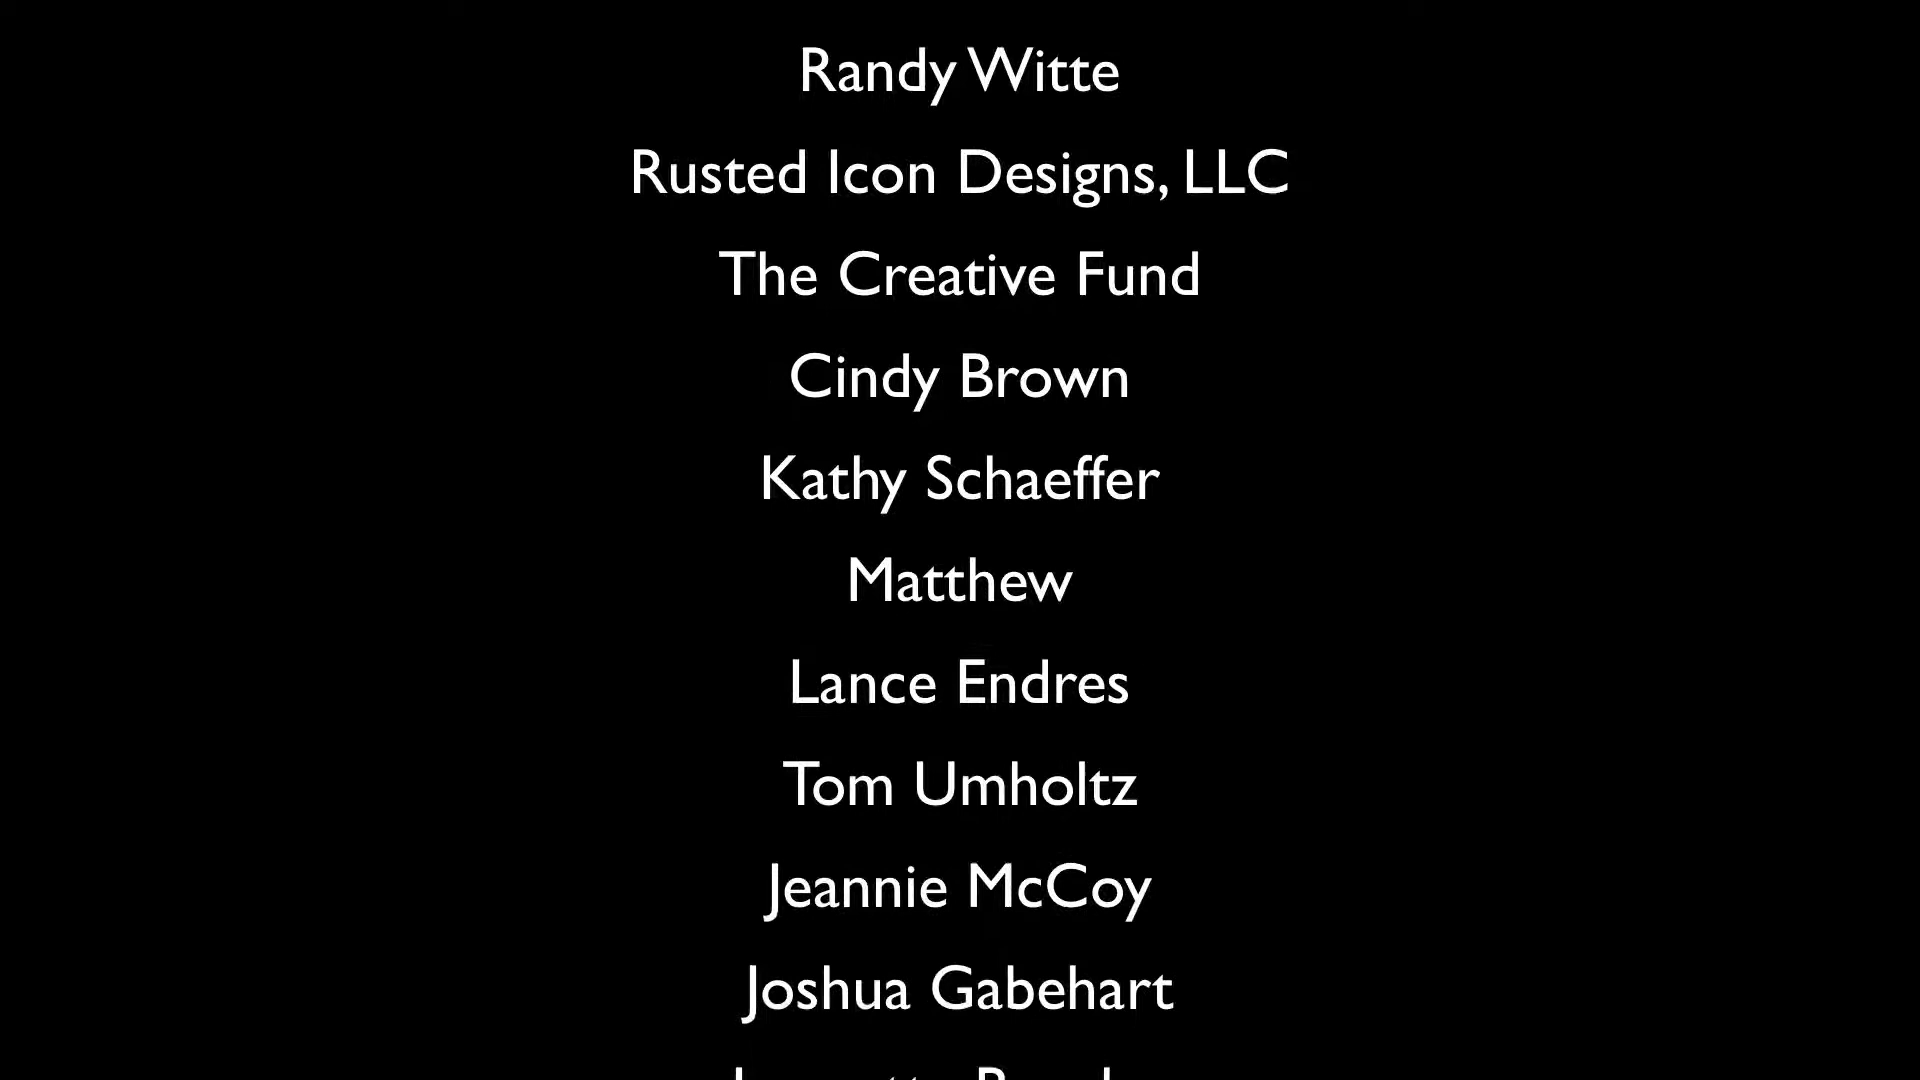 Randy Witte
Rusted Icon Designs, LLC
The Creative Fund
Cindy Brown
Kathy Schaeffer
Matthew
Lance Endres
Tom Umholtz
Jeannie McCoy
Joshua Gabehart